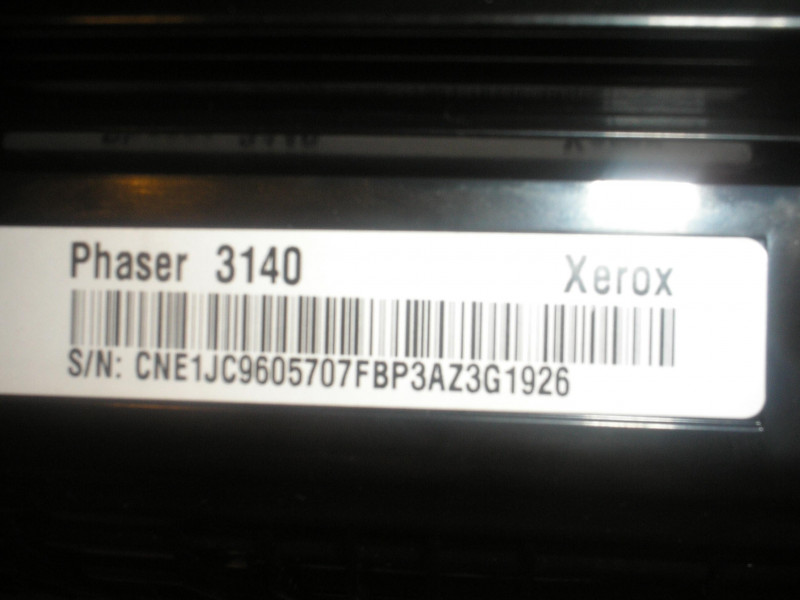 Phaser 3140 Xerox
S/N: CNE1JC9605707FBP3AZ3G1926